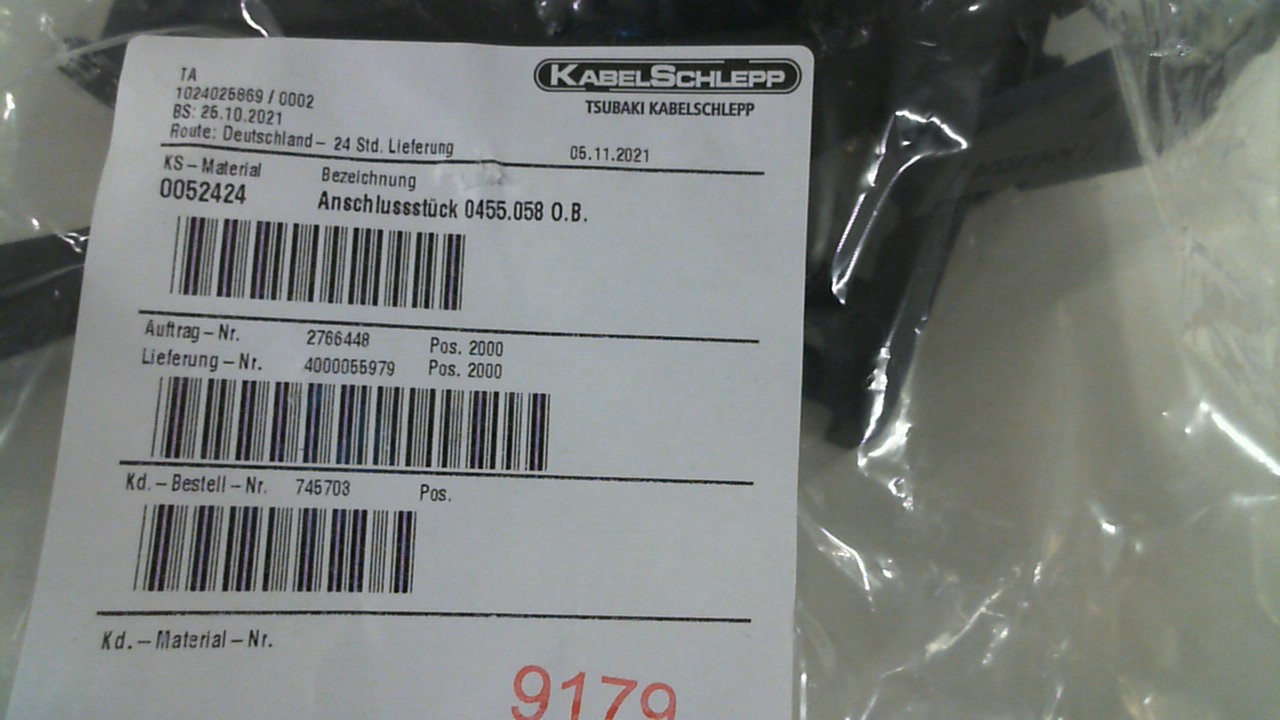 KABELSCHLEPP
TSUBAKI KABELSCHLEPP
TA
1024025869 / 0002
BS: 25.10.2021
Route: Deutschland – 24 Std. Lieferung
05.11.2021
KS – Material
Bezeichnung
0052424
Anschlussstück 0455.058 O.B.
Auftrag – Nr. 2766448 Pos. 2000
Lieferung – Nr. 4000055979 Pos. 2000
Kd. – Bestell – Nr. 745703 Pos.
Kd. – Material – Nr.
9179